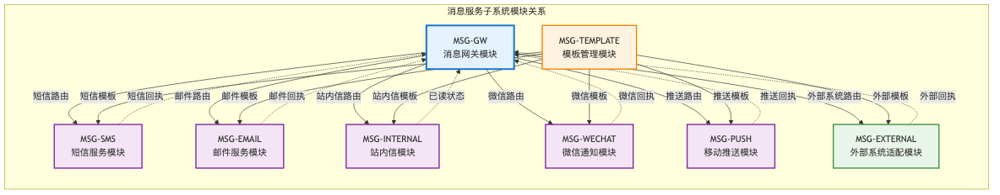 消息服务子系统模块关系
MSG-GW
消息网关模块
MSG-TEMPLATE
模板管理模块
短信路由
短信模板
短信回执
邮件路由
邮件模板
邮件回执
站内信路由
站内信模板
已读状态
微信路由
微信模板
微信回执
推送路由
推送模板
推送回执
外部系统路由
外部模板
外部回执
MSG-SMS
短信服务模块
MSG-EMAIL
邮件服务模块
MSG-INTERNAL
站内信模块
MSG-WECHAT
微信通知模块
MSG-PUSH
移动推送模块
MSG-EXTERNAL
外部系统适配模块